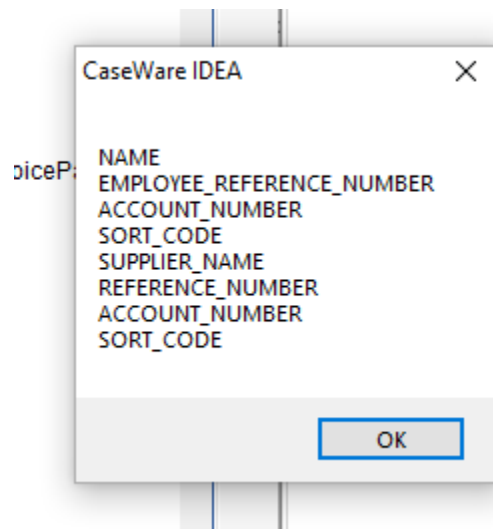 CaseWare IDEA
NAME
EMPLOYEE_REFERENCE_NUMBER
ACCOUNT_NUMBER
SORT_CODE
SUPPLIER_NAME
REFERENCE_NUMBER
ACCOUNT_NUMBER
SORT_CODE
OK